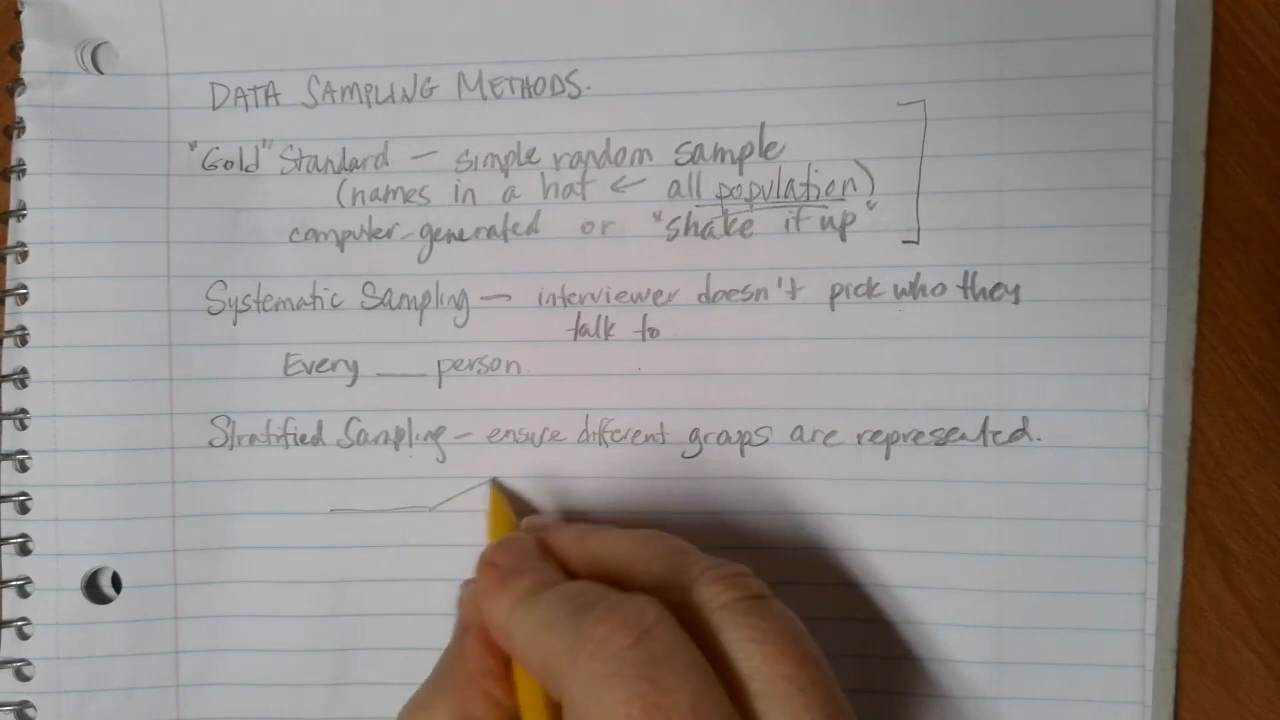 DATA SAMPLING METHODS.
"Gold" Standard – simple random sample
(names in a hat ← all population)
computer-generated or "shake it up"
Systematic Sampling – interviewer doesn't pick who they
talk to
Every ___ person
Stratified Sampling – ensure different groups are represented.